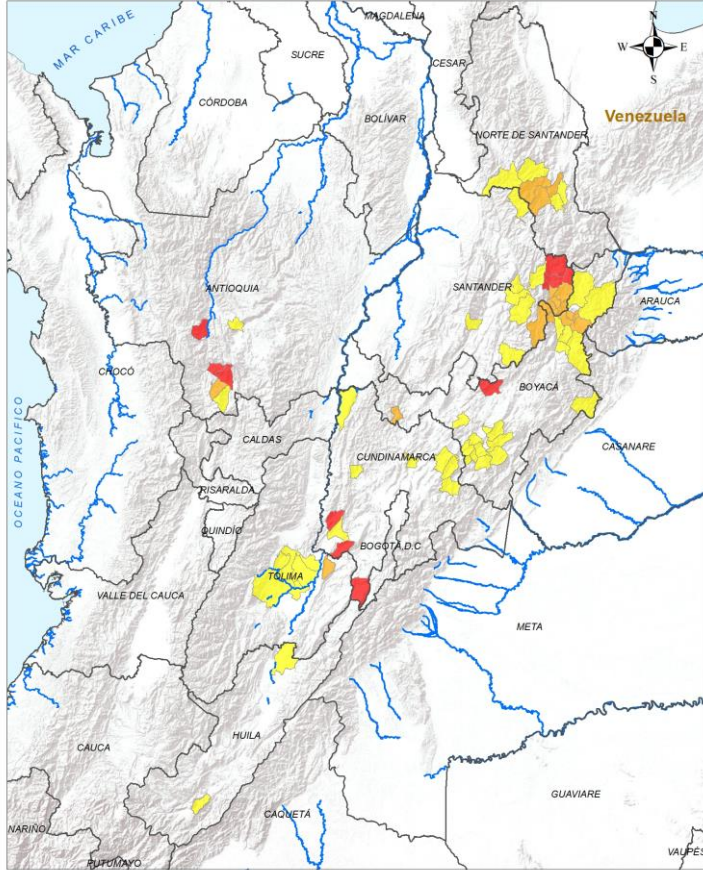 MAR CARIBE
MAGDALENA
N
W E
S
SUCRE
CESAR
CÓRDOBA
BOLÍVAR
Venezuela
NORTE DE SANTANDER
ANTIOQUIA
SANTANDER
ARAUCA
CHOCÓ
BOYACÁ
OCEANO PACIFICO
CALDAS
CUNDINAMARCA
CASANARE
RISARALDA
QUINDÍO
BOGOTÁ D.C
TOLIMA
VALLE DEL CAUCA
META
HUILA
CAUCA
GUAVIARE
CAQUETÁ
NARIÑO
PUTUMAYO
VAUPÉS